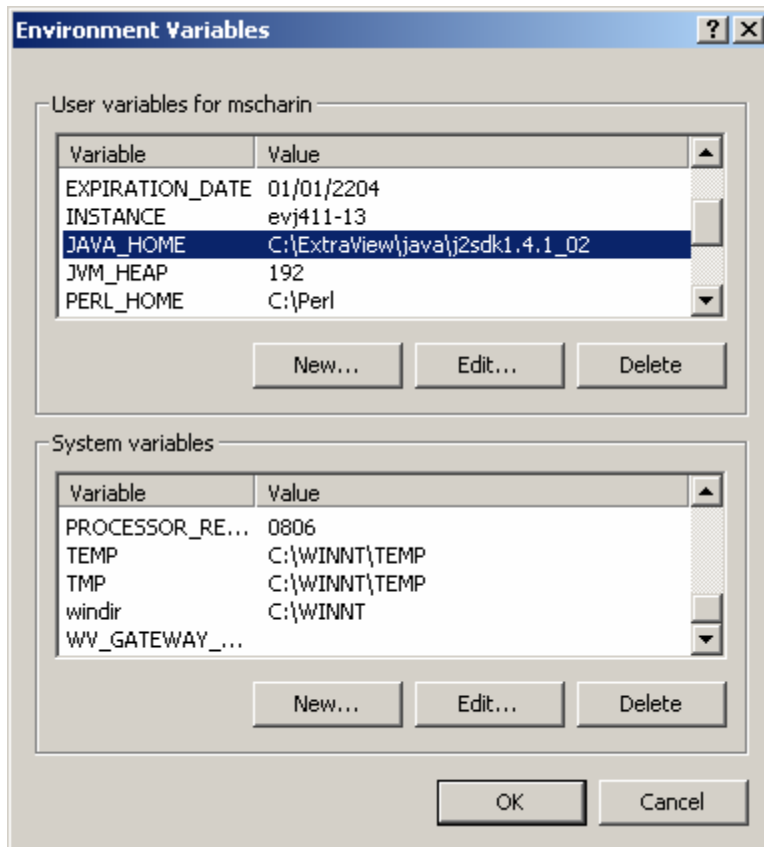 Environment Variables
User variables for mscharin
Variable Value
EXPIRATION_DATE 01/01/2204
INSTANCE evj411-13
JAVA_HOME C:\ExtraView\java\j2sdk1.4.1_02
JVM_HEAP 192
PERL_HOME C:\Perl
New... Edit... Delete
System variables
Variable Value
PROCESSOR_RE... 0806
TEMP C:\WINNT\TEMP
TMP C:\WINNT\TEMP
windir C:\WINNT
WV_GATEWAY_...
New... Edit... Delete
OK Cancel